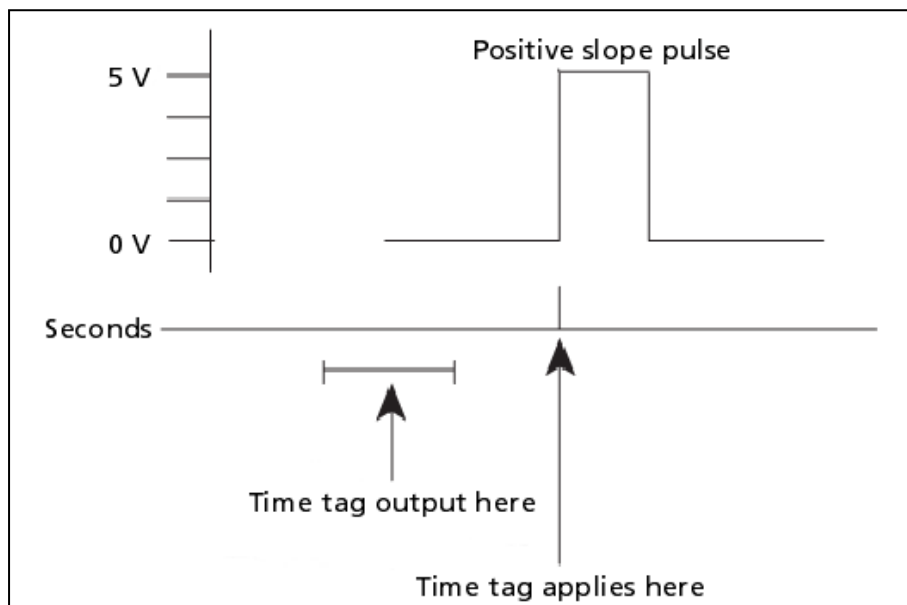 Positive slope pulse
5 V
0 V
Seconds
Time tag output here
Time tag applies here